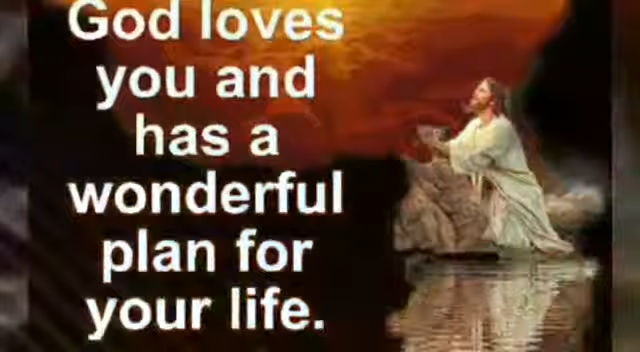 God loves
you and
has a
wonderful
plan for
your life.